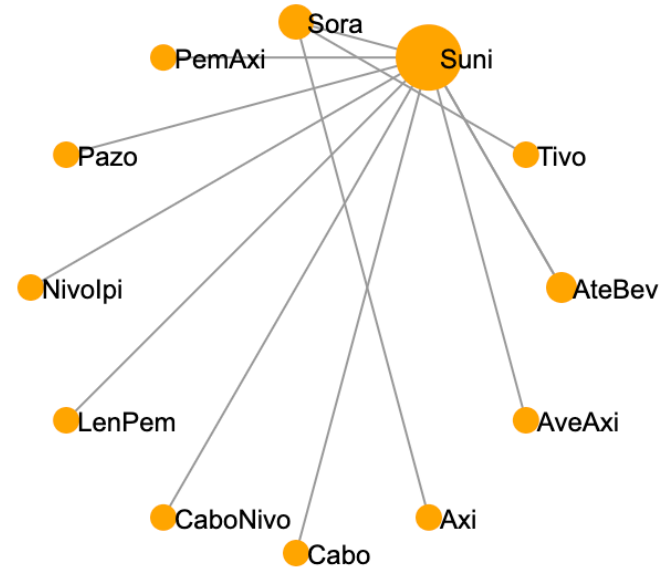 Sora
PemAxi
Suni
Pazo
Tivo
NivoIpi
AteBev
LenPem
AveAxi
CaboNivo
Axi
Cabo